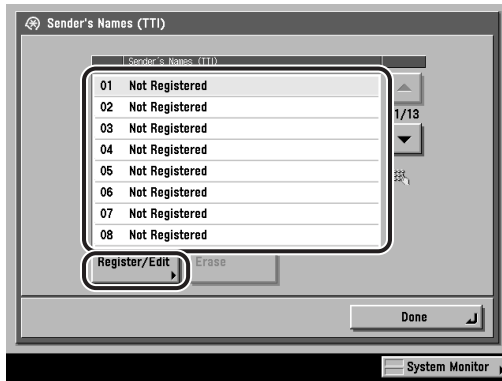 Sender's Names (TTI)
Sender's Names (TTI)
01 Not Registered
02 Not Registered
03 Not Registered
04 Not Registered
05 Not Registered
06 Not Registered
07 Not Registered
08 Not Registered
1/13
Register/Edit Erase
Done
System Monitor